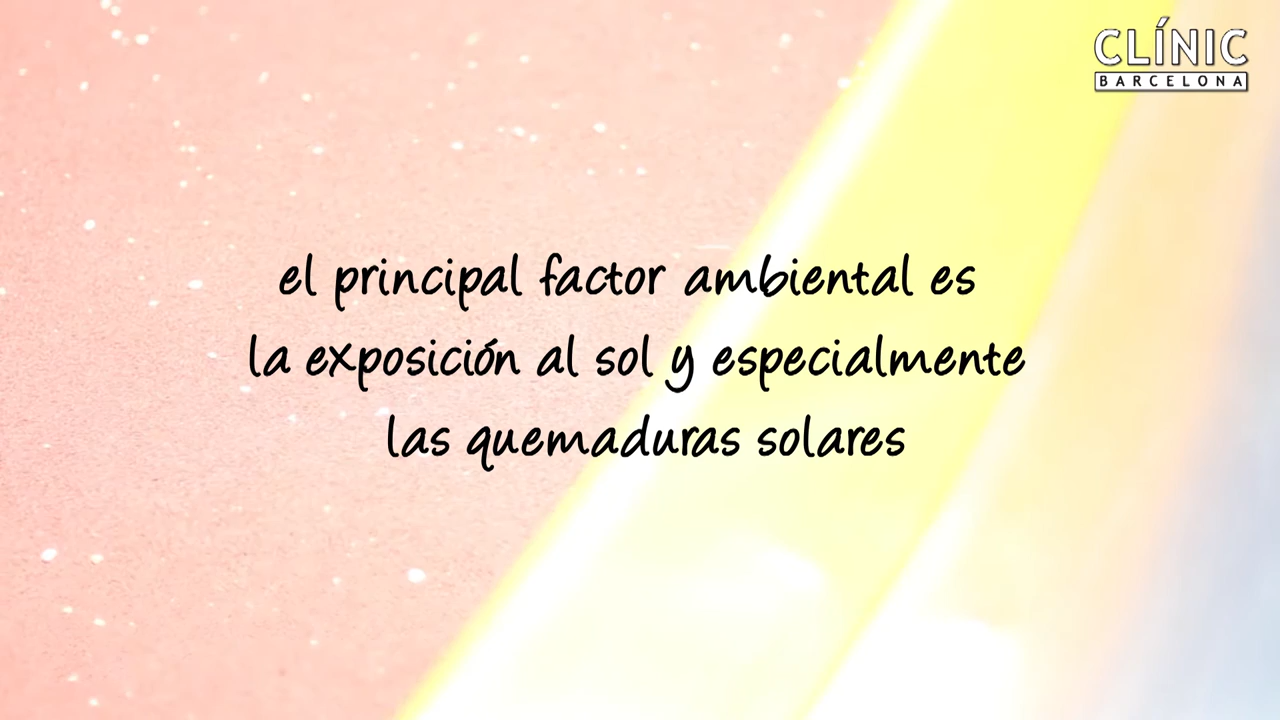 CLÍNIC
BARCELONA
el principal factor ambiental es
la exposición al sol y especialmente
las quemaduras solares